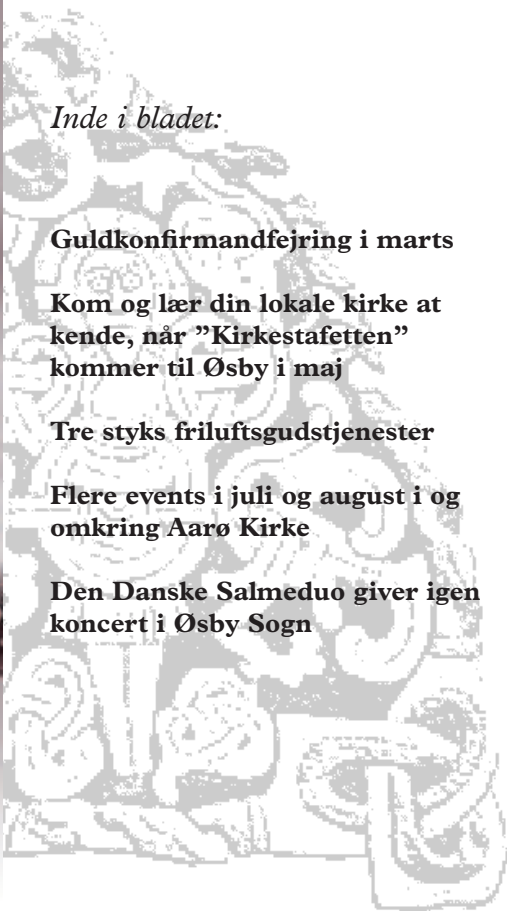 Inde i bladet:
Guldkonfirmandfejring i marts
Kom og lær din lokale kirke at
kende, når ”Kirkestafetten”
kommer til Øsby i maj
Tre styks friluftsgudstjenester
Flere events i juli og august i og
omkring Aarø Kirke
Den Danske Salmeduo giver igen
koncert i Øsby Sogn